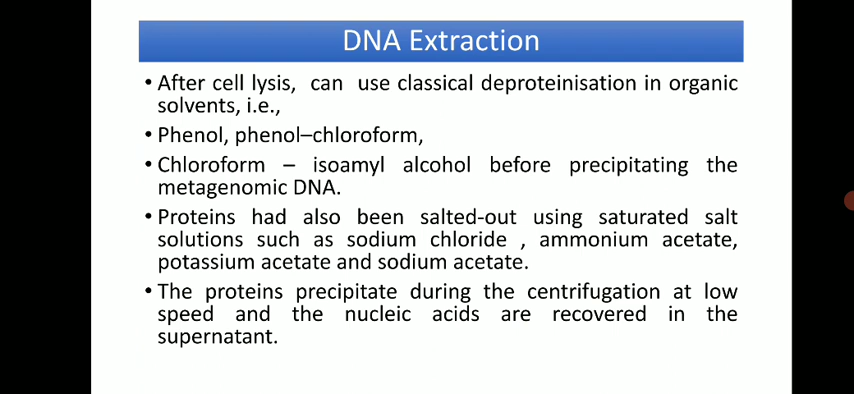 DNA Extraction
• After cell lysis, can use classical deproteinisation in organic
solvents, i.e.,
• Phenol, phenol–chloroform,
• Chloroform – isoamyl alcohol before precipitating the
metagenomic DNA.
• Proteins had also been salted-out using saturated salt
solutions such as sodium chloride , ammonium acetate,
potassium acetate and sodium acetate.
• The proteins precipitate during the centrifugation at low
speed and the nucleic acids are recovered in the
supernatant.